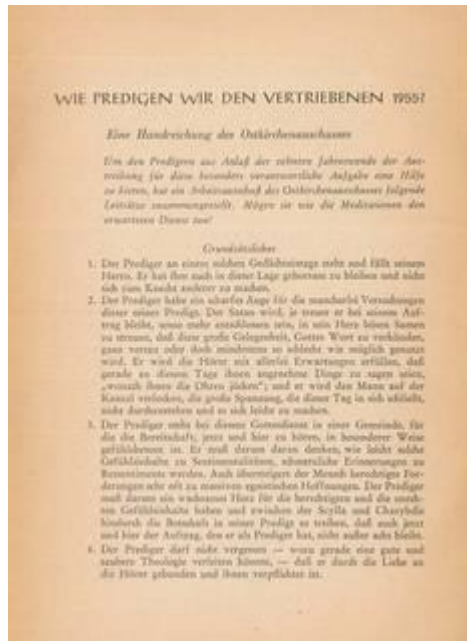 WIE PREDIGEN WIR DEN VERTRIEBENEN 1955?
Eine Handreichung des Ostkirchenausschusses
Um den Predigern aus Anlaß der zehnten Jahreswende der Aus-
treibung für diese besonders verantwortliche Aufgabe eine Hilfe
zu bieten, hat ein Arbeitsausschuß des Ostkirchenausschusses folgende
Leitsätze zusammengestellt. Mögen sie wie die Meditationen den
erwarteten Dienst tun!
Grundsätzliches
1. Der Prediger an einem solchen Gedächtnistage steht und fällt seinem
Herrn. Er hat ihm auch in dieser Lage gehorsam zu bleiben und nicht
sich zum Knecht anderer zu machen.
2. Der Prediger habe ein scharfes Auge für die mancherlei Versuchungen
dieser seiner Predigt. Der Satan wird, je treuer er bei seinem Auf-
trag bleibt, umso mehr entschlossen sein, in sein Herz bösen Samen
zu streuen, daß diese große Gelegenheit, Gottes Wort zu verkünden,
ganz vertan oder doch mindestens so schlecht wie möglich genutzt
wird. Er wird die Hörer mit allerlei Erwartungen erfüllen, daß
gerade an diesem Tage ihnen angenehme Dinge zu sagen seien,
„wonach ihnen die Ohren jücken“; und er wird den Mann auf der
Kanzel verlocken, die große Spannung, die dieser Tag in sich schließt,
nicht durchzustehen und es sich leicht zu machen.
3. Der Prediger steht bei diesem Gottesdienst in einer Gemeinde, für
die die Bereitschaft, jetzt und hier zu hören, in besonderer Weise
gefühlsbetont ist. Er muß darum daran denken, wie leicht solche
Gefühlsinhalte zu Sentimentalitäten, schmerzliche Erinnerungen zu
Ressentiments werden. Auch übersteigert der Mensch berechtigte For-
derungen sehr oft zu massiven egoistischen Hoffnungen. Der Prediger
muß darum ein wachsames Herz für die berechtigten und die unech-
ten Gefühlsinhalte haben und zwischen der Scylla und Charybdis
hindurch die Botschaft in seiner Predigt so treiben, daß auch jetzt
und hier der Auftrag, den er als Prediger hat, nicht außer acht bleibt.
4. Der Prediger darf nicht vergessen — wozu gerade eine gute und
saubere Theologie verleiten könnte, — daß er durch die Liebe an
die Hörer gebunden und ihnen verpflichtet ist.